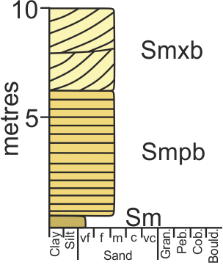 10
Smxb
metres
5
Smpb
Sm
Clay
Silt
vf
f
m
c
vc
Gran.
Peb.
Cob.
Bould.
Sand